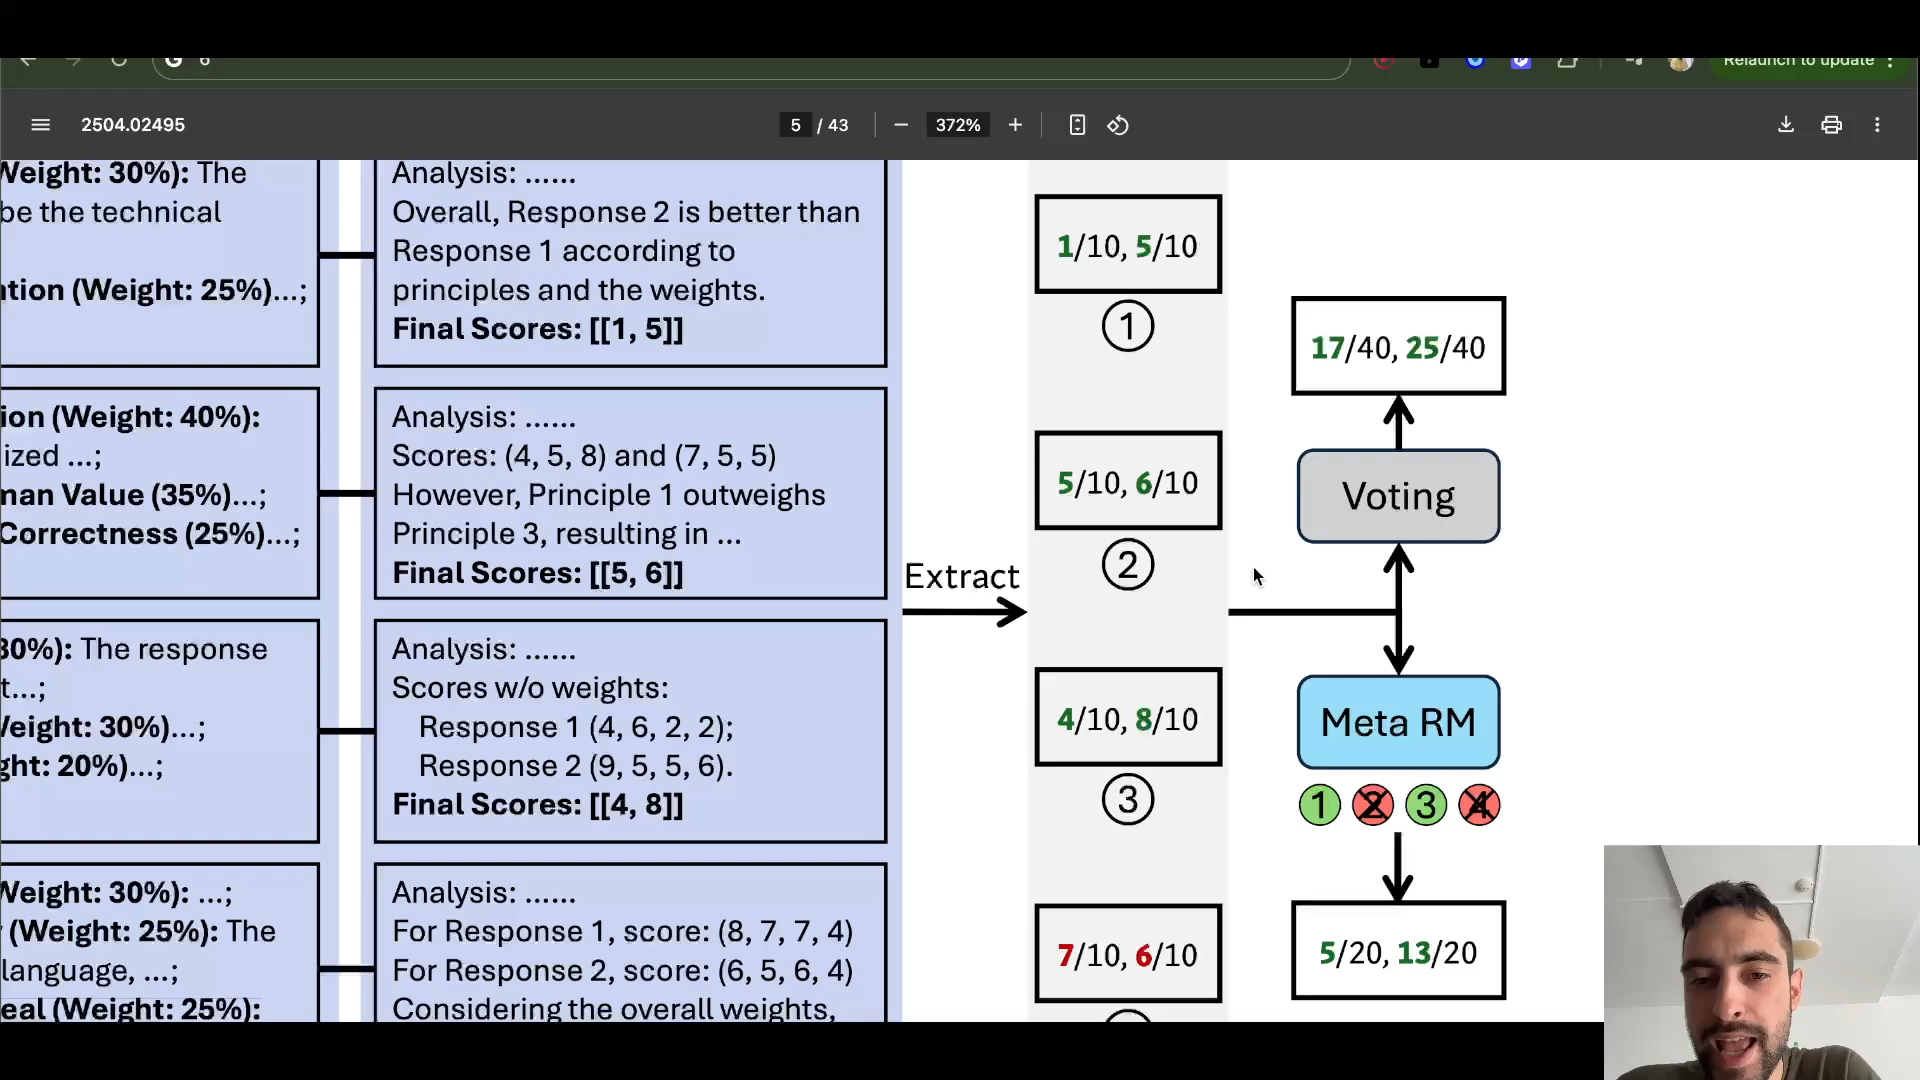 6
Relaunch to update
2504.02495
5 / 43
372%
Weight: 30%): The
be the technical
ation (Weight: 25%)...;
ion (Weight: 40%):
ized ...;
man Value (35%)...;
Correctness (25%)...;
30%): The response
t...;
Weight: 30%)...;
ght: 20%)...;
Weight: 30%): ...;
(Weight: 25%): The
language, ...;
eal (Weight: 25%):
Analysis: ......
Overall, Response 2 is better than
Response 1 according to
principles and the weights.
Final Scores: [[1, 5]]
Analysis: ......
Scores: (4, 5, 8) and (7, 5, 5)
However, Principle 1 outweighs
Principle 3, resulting in ...
Final Scores: [[5, 6]]
Analysis: ......
Scores w/o weights:
Response 1 (4, 6, 2, 2);
Response 2 (9, 5, 5, 6).
Final Scores: [[4, 8]]
Analysis: ......
For Response 1, score: (8, 7, 7, 4)
For Response 2, score: (6, 5, 6, 4)
Considering the overall weights,
Extract
1/10, 5/10
1
5/10, 6/10
2
4/10, 8/10
3
7/10, 6/10
17/40, 25/40
Voting
Meta RM
1 2 3 4
5/20, 13/20